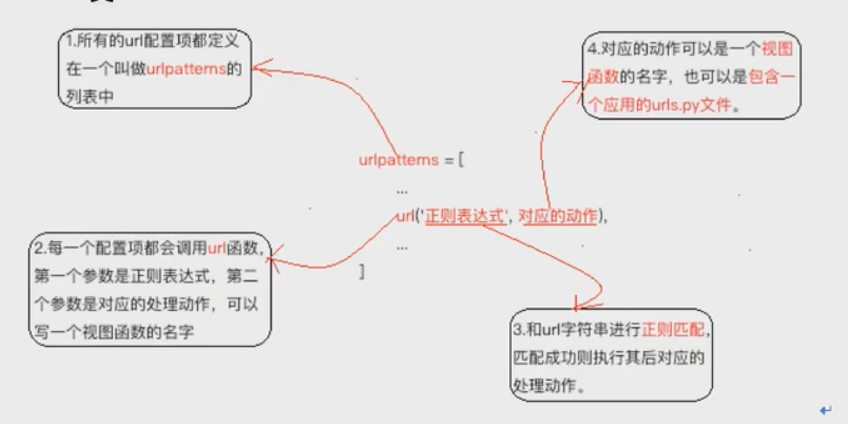 1.所有的url配置项都定义
在一个叫做urlpatterns的
列表中
4.对应的动作可以是一个视图
函数的名字，也可以是包含一
个应用的urls.py文件。
urlpatterns = [
...
url('正则表达式', 对应的动作),
...
]
2.每一个配置项都会调用url函数,
第一个参数是正则表达式，第二
个参数是对应的处理动作，可以
写一个视图函数的名字
3.和url字符串进行正则匹配,
匹配成功则执行其后对应的
处理动作。